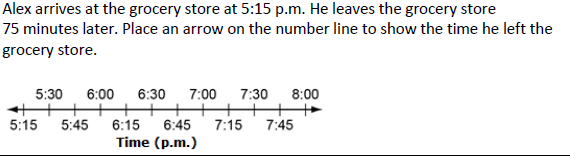 Alex arrives at the grocery store at 5:15 p.m. He leaves the grocery store
75 minutes later. Place an arrow on the number line to show the time he left the
grocery store.
5:30 6:00 6:30 7:00 7:30 8:00
5:15 5:45 6:15 6:45 7:15 7:45
Time (p.m.)